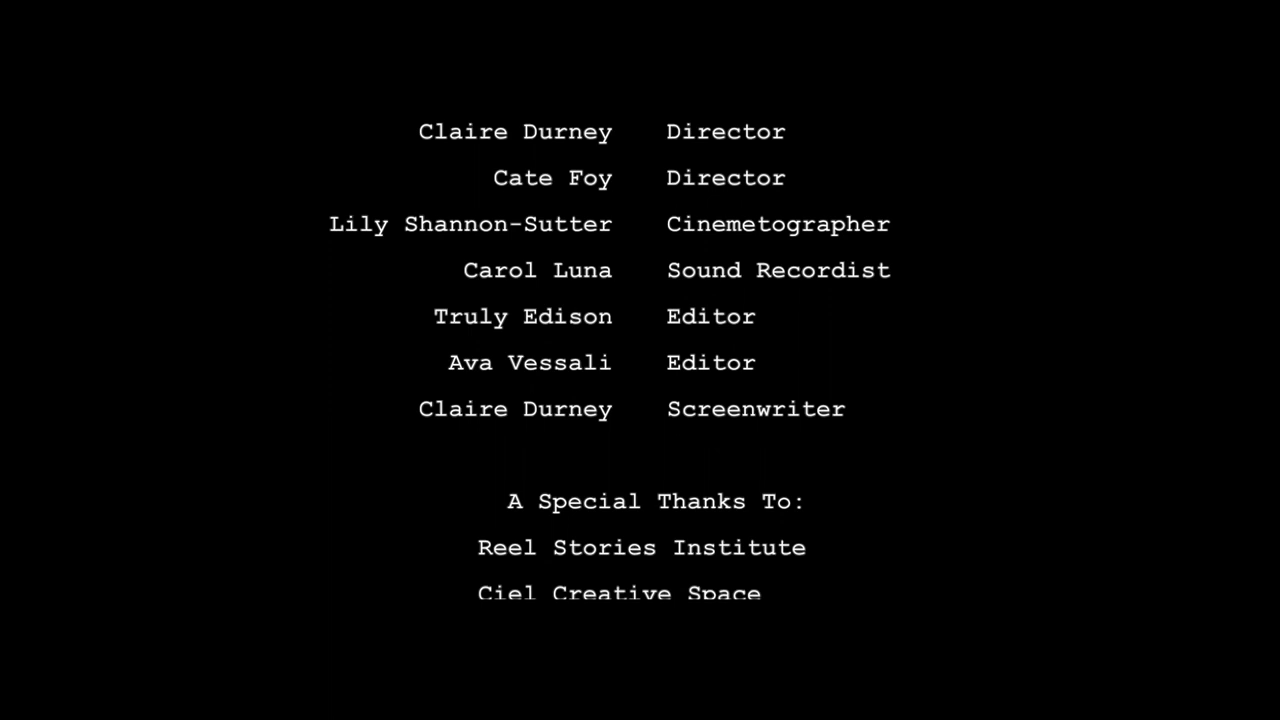 Claire Durney Director
Cate Foy Director
Lily Shannon-Sutter Cinemetographer
Carol Luna Sound Recordist
Truly Edison Editor
Ava Vessali Editor
Claire Durney Screenwriter
A Special Thanks To:
Reel Stories Institute
Ciel Creative Space